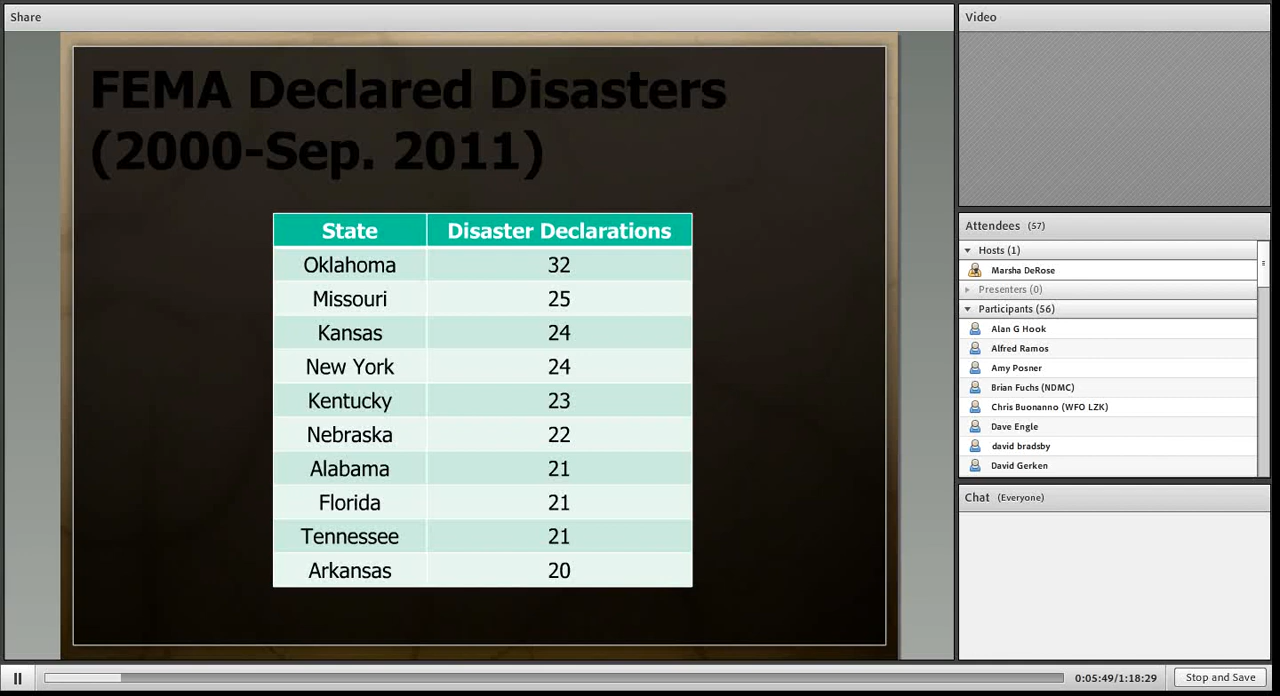 Share
FEMA Declared Disasters
(2000-Sep. 2011)
State Disaster Declarations
Oklahoma 32
Missouri 25
Kansas 24
New York 24
Kentucky 23
Nebraska 22
Alabama 21
Florida 21
Tennessee 21
Arkansas 20
Video
Attendees (57)
Hosts (1)
Marsha DeRose
Presenters (0)
Participants (56)
Alan G Hook
Alfred Ramos
Amy Posner
Brian Fuchs (NDMC)
Chris Buonanno (WFO LZK)
Dave Engle
david bradsby
David Gerken
Chat (Everyone)
0:05:49/1:18:29
Stop and Save